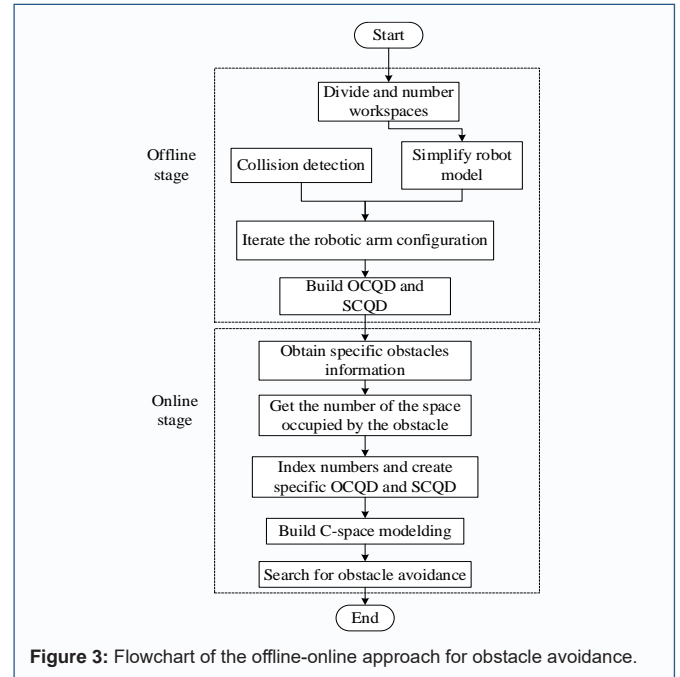 Start
Divide and number
workspaces
Offline
stage
Collision detection
Simplify robot
model
Iterate the robotic arm configuration
Build OCQD and
SCQD
Obtain specific obstacles
information
Online
stage
Get the number of the space
occupied by the obstacle
Index numbers and create
specific OCQD and SCQD
Build C-space modelding
Search for obstacle avoidance
End
Figure 3: Flowchart of the offline-online approach for obstacle avoidance.